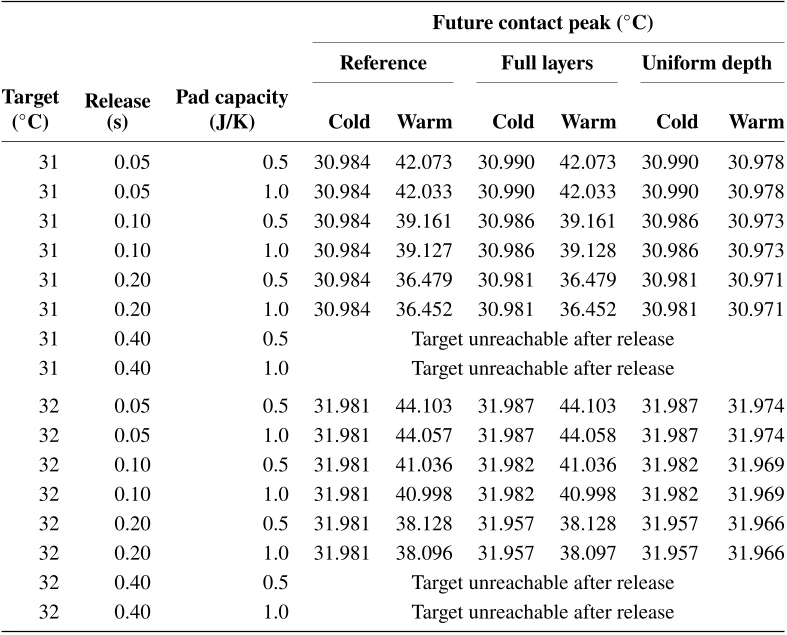 Future contact peak (°C)
Reference Full layers Uniform depth
Target (°C) Release (s) Pad capacity (J/K) Cold Warm Cold Warm Cold Warm
31 0.05 0.5 30.984 42.073 30.990 42.073 30.990 30.978
31 0.05 1.0 30.984 42.033 30.990 42.033 30.990 30.978
31 0.10 0.5 30.984 39.161 30.986 39.161 30.986 30.973
31 0.10 1.0 30.984 39.127 30.986 39.128 30.986 30.973
31 0.20 0.5 30.984 36.479 30.981 36.479 30.981 30.971
31 0.20 1.0 30.984 36.452 30.981 36.452 30.981 30.971
31 0.40 0.5 Target unreachable after release
31 0.40 1.0 Target unreachable after release
32 0.05 0.5 31.981 44.103 31.987 44.103 31.987 31.974
32 0.05 1.0 31.981 44.057 31.987 44.058 31.987 31.974
32 0.10 0.5 31.981 41.036 31.982 41.036 31.982 31.969
32 0.10 1.0 31.981 40.998 31.982 40.998 31.982 31.969
32 0.20 0.5 31.981 38.128 31.957 38.128 31.957 31.966
32 0.20 1.0 31.981 38.096 31.957 38.097 31.957 31.966
32 0.40 0.5 Target unreachable after release
32 0.40 1.0 Target unreachable after release